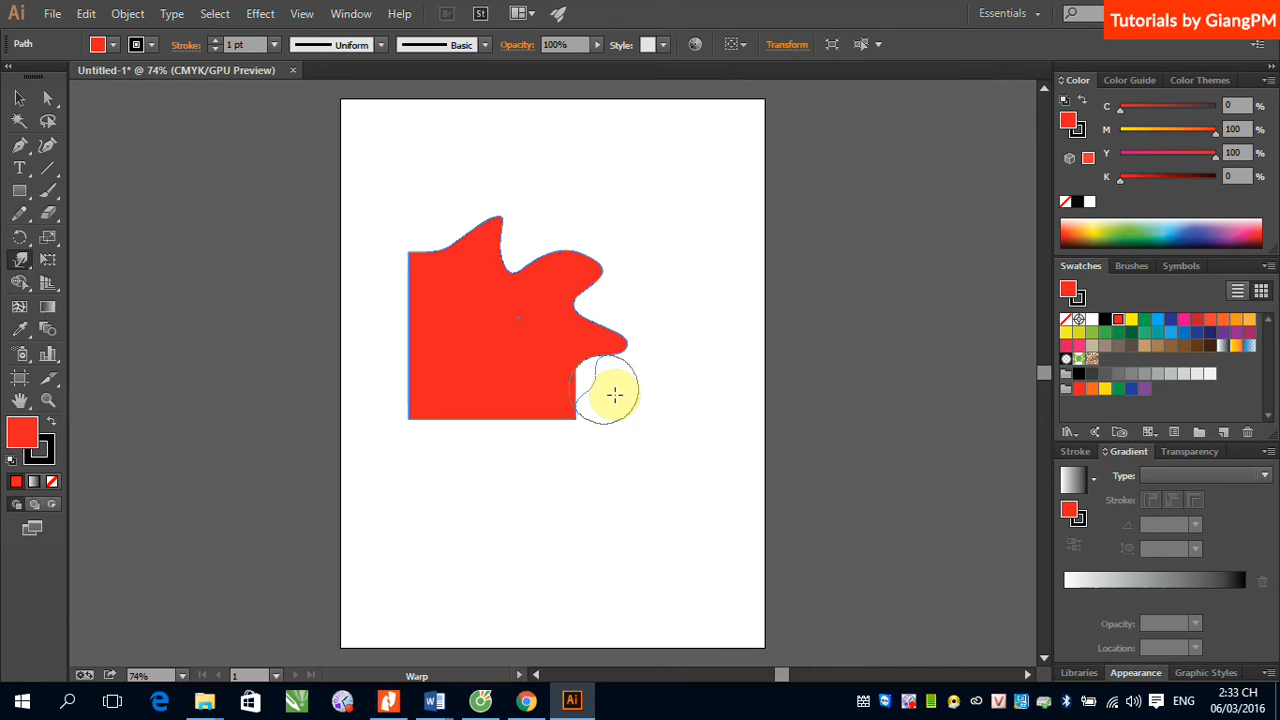 Ai File Edit Object Type Select Effect View Window Help Br St Essentials
Tutorials by GiangPM
Path Stroke: 1 pt Uniform Basic Opacity: 100% Style: Transform
Untitled-1* @ 74% (CMYK/GPU Preview) ×
Color Color Guide Color Themes
C 0 %
M 100 %
Y 100 %
K 0 %
Swatches Brushes Symbols
Stroke Gradient Transparency
Type:
Stroke:
Opacity:
Location:
74% 1 Warp
Libraries Appearance Graphic Styles
Ai ENG 2:33 CH
06/03/2016